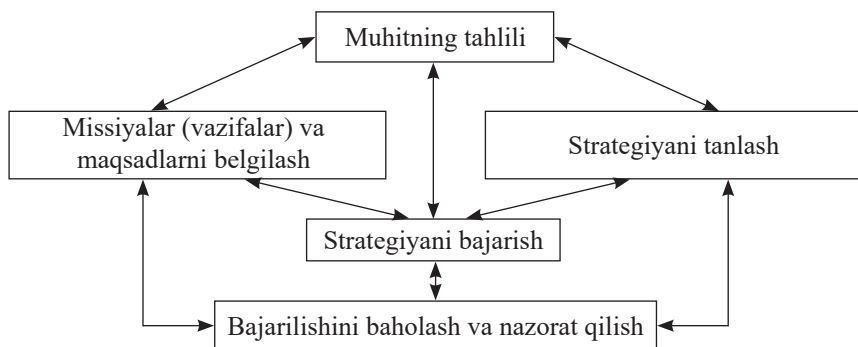 Muhitning tahlili
Missiyalar (vazifalar) va
maqsadlarni belgilash
Strategiyani tanlash
Strategiyani bajarish
Bajarilishini baholash va nazorat qilish